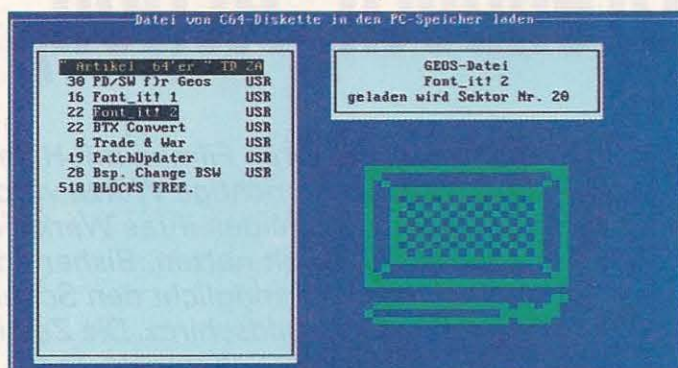 Datei von C64-Diskette in den PC-Speicher laden
" Artikel 64'er " TD 2A
30 PD/SW f}r Geos USR
16 Font_it! 1 USR
22 Font_it! 2 USR
22 BTX Convert USR
8 Trade & War USR
19 PatchUpdater USR
28 Bsp. Change BSW USR
518 BLOCKS FREE.
GEOS-Datei
Font_it! 2
geladen wird Sektor Nr. 20